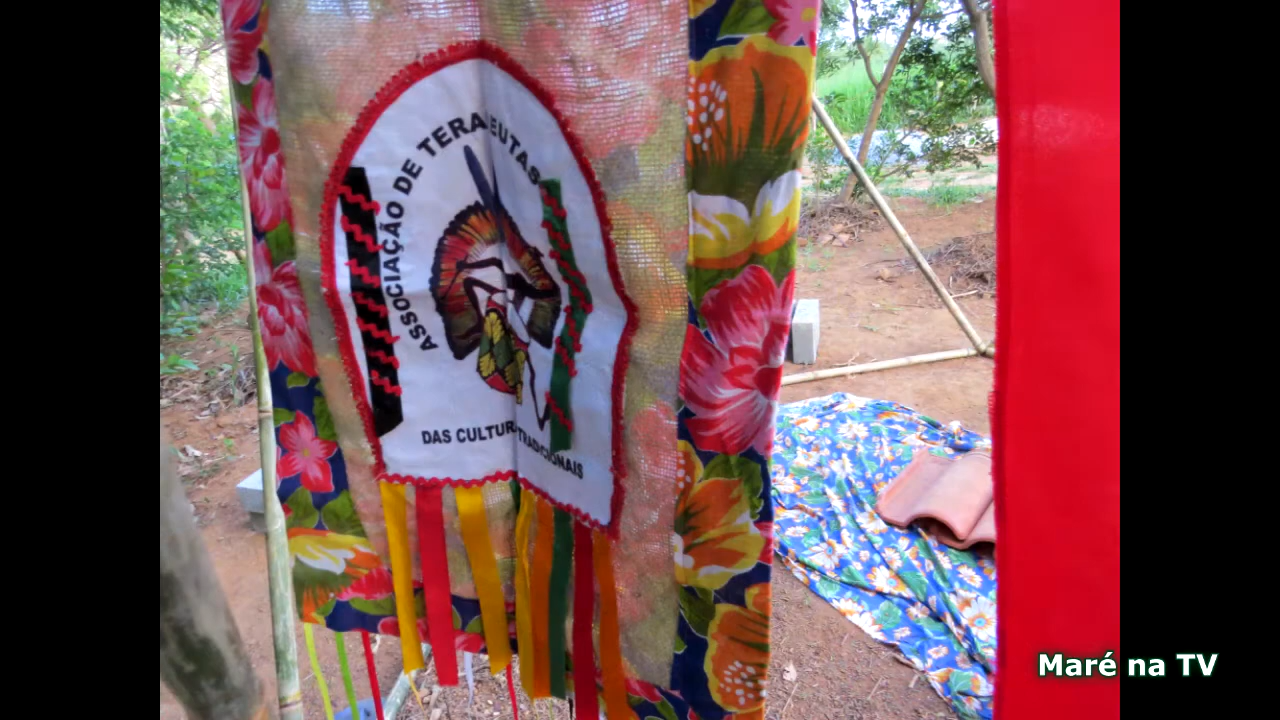 ASSOCIAÇÃO DE TERAPEUTAS
DAS CULTURAS TRADICIONAIS
Maré na TV